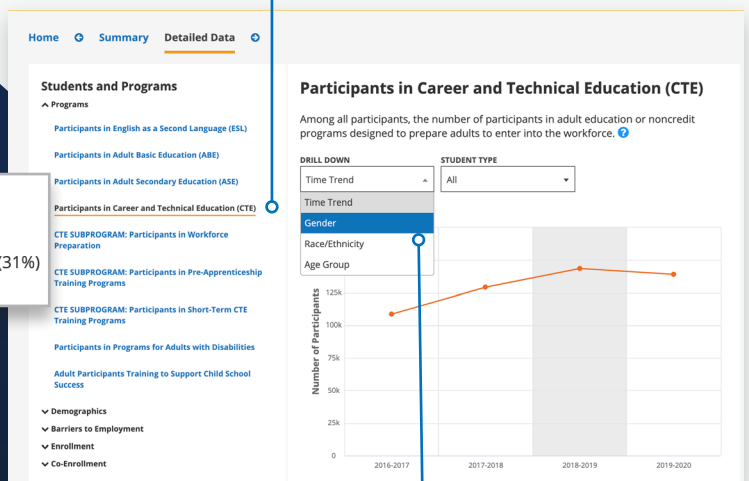 Home Summary Detailed Data
Students and Programs
Programs
Participants in English as a Second Language (ESL)
Participants in Adult Basic Education (ABE)
Participants in Adult Secondary Education (ASE)
Participants in Career and Technical Education (CTE)
CTE SUBPROGRAM: Participants in Workforce
Preparation
(31%)
CTE SUBPROGRAM: Participants in Pre-Apprenticeship
Training Programs
CTE SUBPROGRAM: Participants in Short-Term CTE
Training Programs
Participants in Programs for Adults with Disabilities
Adult Participants Training to Support Child School
Success
Demographics
Barriers to Employment
Enrollment
Co-Enrollment
Participants in Career and Technical Education (CTE)
Among all participants, the number of participants in adult education or noncredit
programs designed to prepare adults to enter into the workforce. ?
DRILL DOWN STUDENT TYPE
Time Trend All
Time Trend
Gender
Race/Ethnicity
Age Group
Number of Participants
125k
100k
75k
50k
25k
0
2016-2017 2017-2018 2018-2019 2019-2020